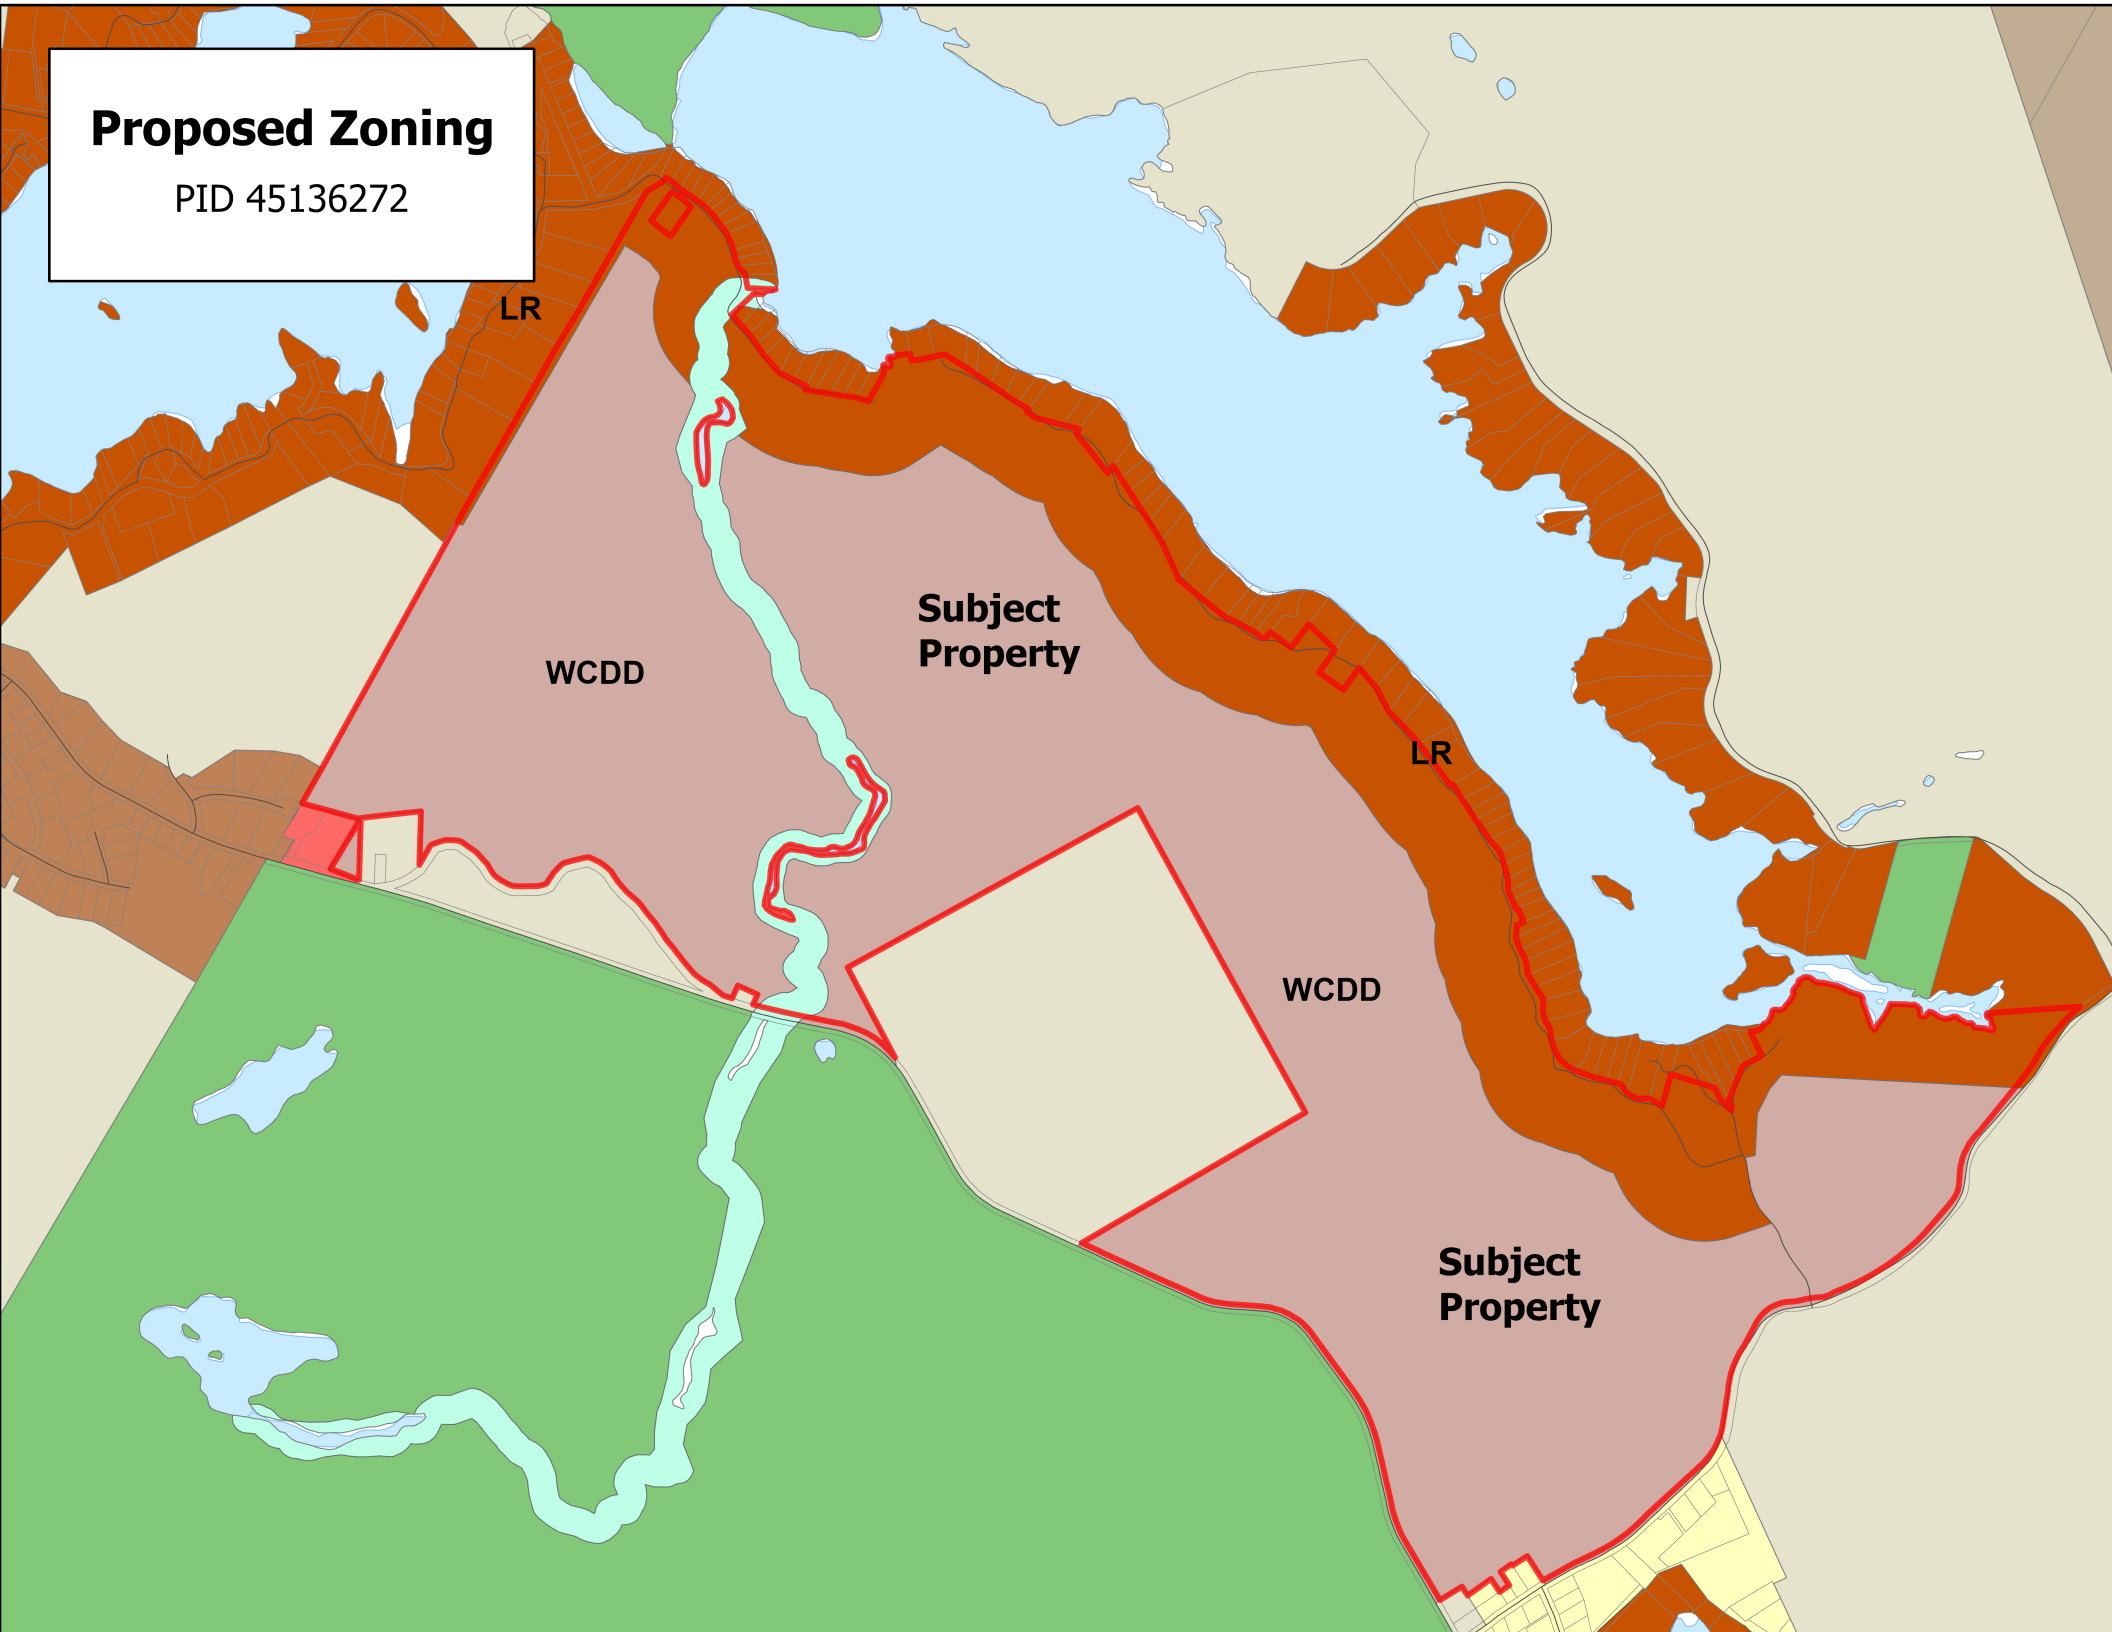 Proposed Zoning
PID 45136272
LR
Subject
Property
WCDD
LR
WCDD
Subject
Property